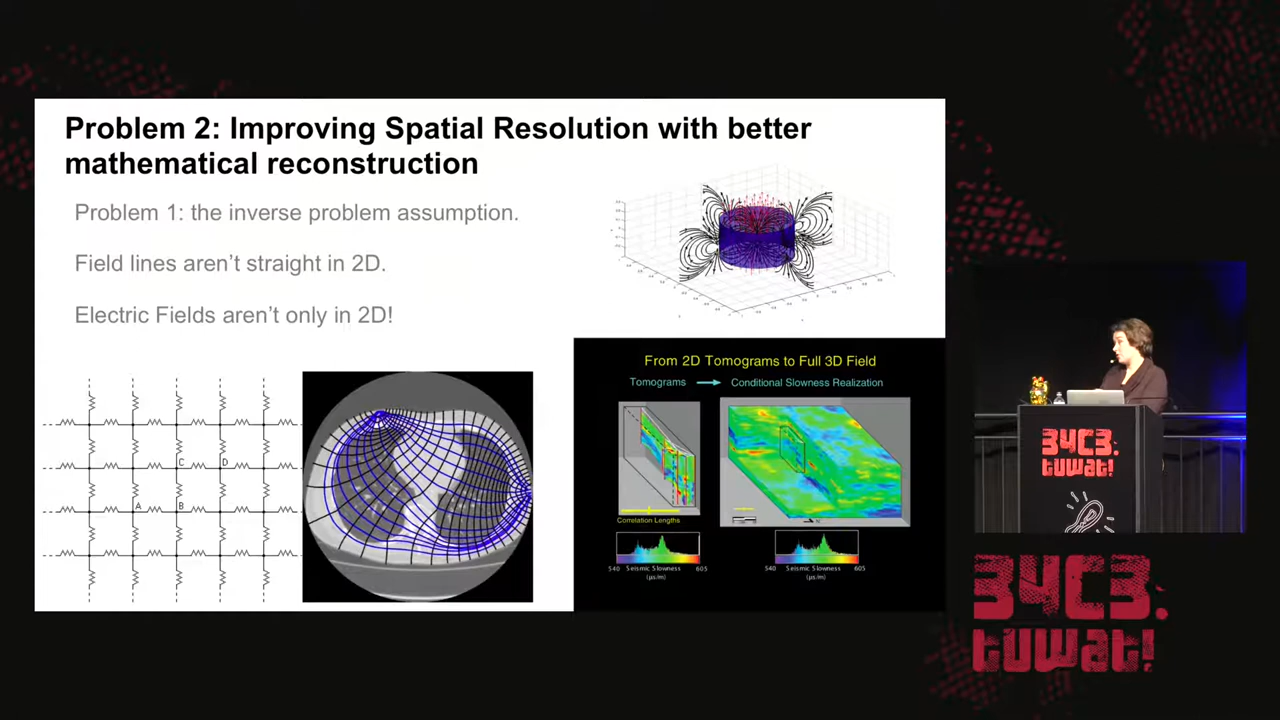 Problem 2: Improving Spatial Resolution with better
mathematical reconstruction
Problem 1: the inverse problem assumption.
Field lines aren't straight in 2D.
Electric Fields aren't only in 2D!
C
D
A
B
From 2D Tomograms to Full 3D Field
Tomograms
Conditional Slowness Realization
Correlation Lengths
540 Seismic Slowness 605
(µs/m)
540 Seismic Slowness 605
(µs/m)
34C3
tuwat!
34C3.
tuwat!